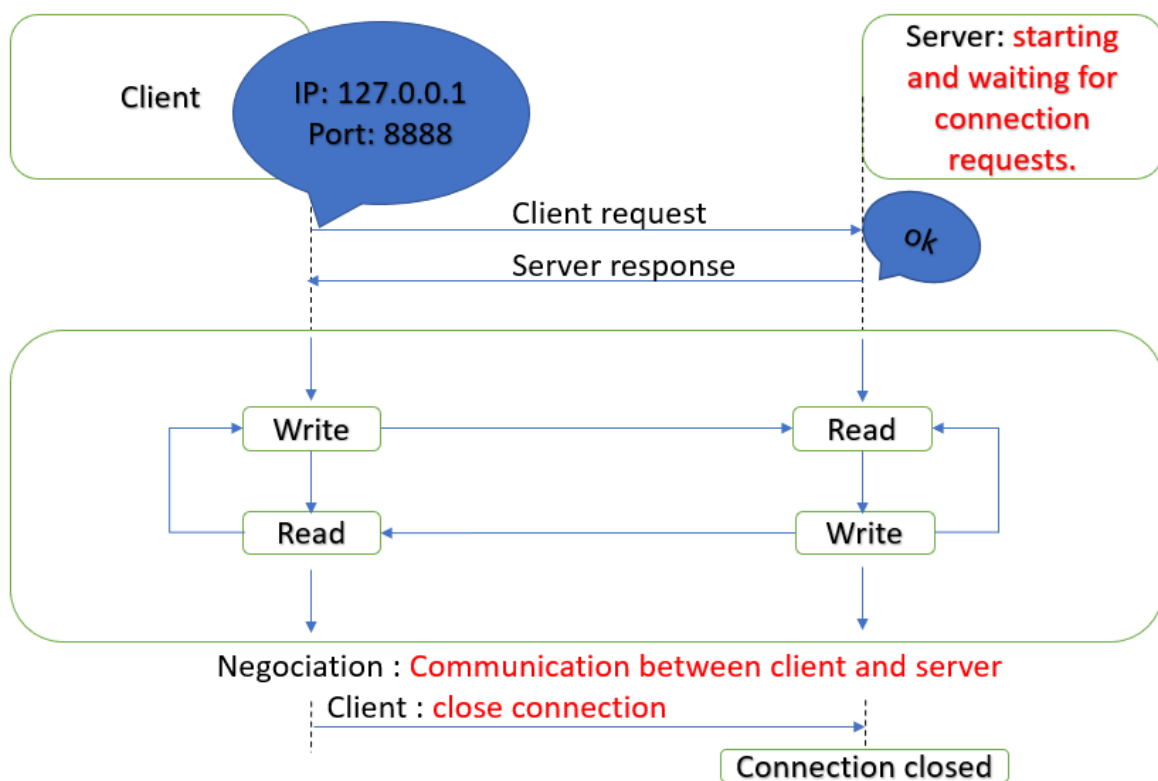 Client
IP: 127.0.0.1
Port: 8888
Server: starting
and waiting for
connection
requests.
Client request
ok
Server response
Write
Read
Read
Write
Negociation : Communication between client and server
Client : close connection
Connection closed